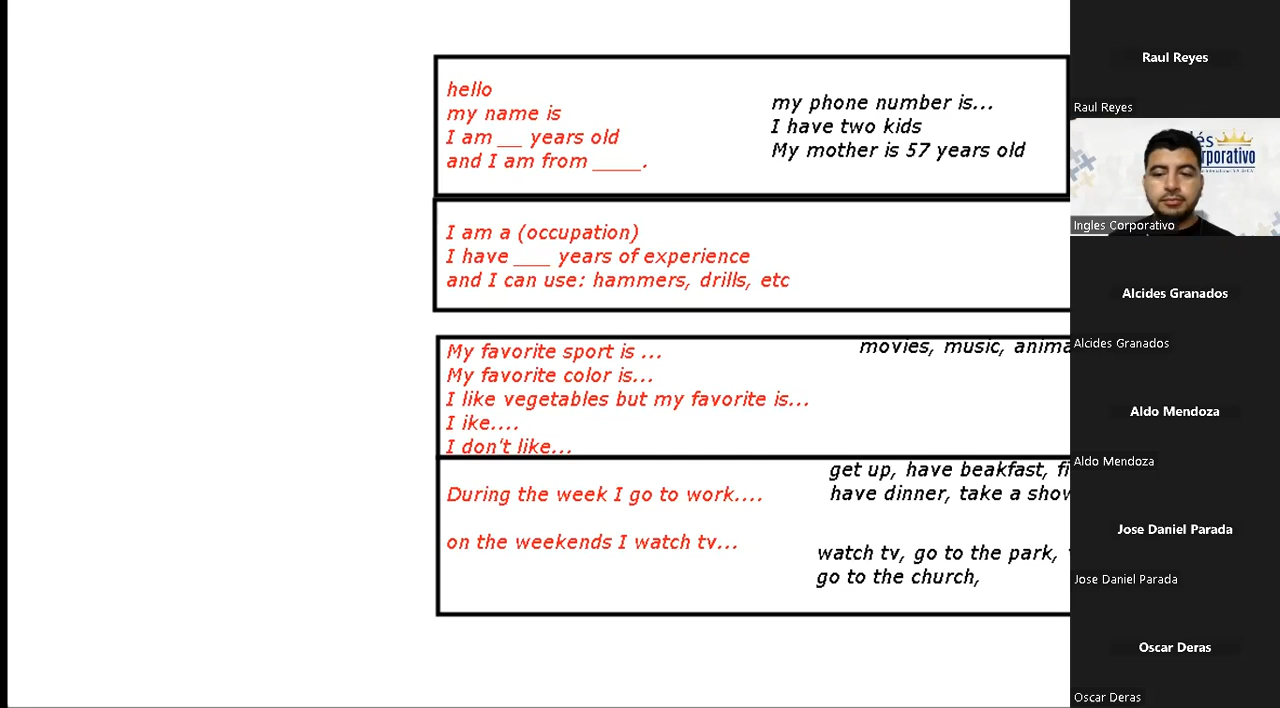 hello
my name is
I am __ years old
and I am from ____.
my phone number is...
I have two kids
My mother is 57 years old
I am a (occupation)
I have ___ years of experience
and I can use: hammers, drills, etc
My favorite sport is ...
My favorite color is...
I like vegetables but my favorite is...
I ike....
I don't like...
movies, music, anima
During the week I go to work....
on the weekends I watch tv...
get up, have beakfast, fi
have dinner, take a show
watch tv, go to the park,
go to the church,
Raul Reyes
Raul Reyes
Ingles Corporativo
Alcides Granados
Alcides Granados
Aldo Mendoza
Aldo Mendoza
Jose Daniel Parada
Jose Daniel Parada
Oscar Deras
Oscar Deras